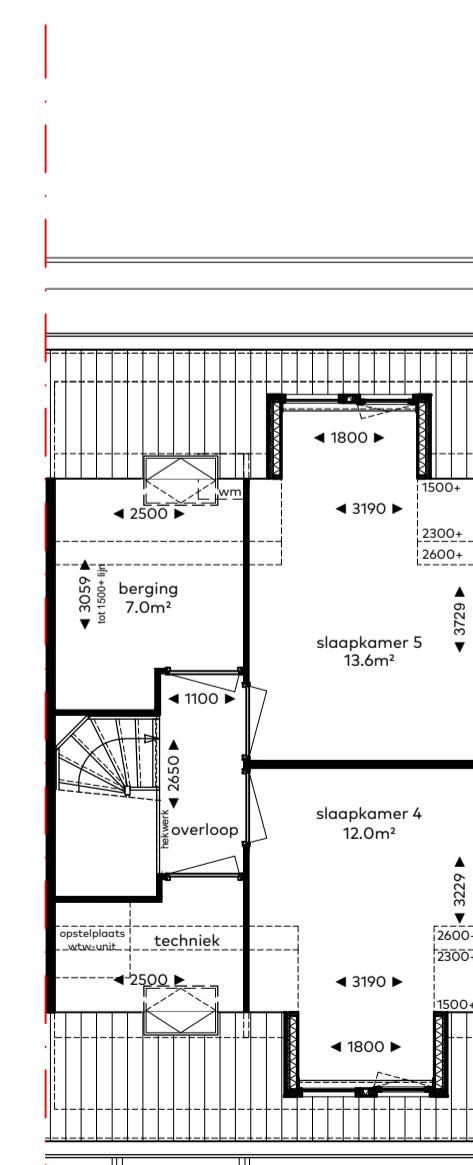 1800
1500+
wm
2500
3190
2300+
2600+
3059
tot 1500+ lijn
berging
7.0m²
3729
slaapkamer 5
13.6m²
1100
2650
hekwerk
overloop
slaapkamer 4
12.0m²
3229
opstelplaats
wtw-unit
techniek
2600+
2300+
2500
3190
1500+
1800